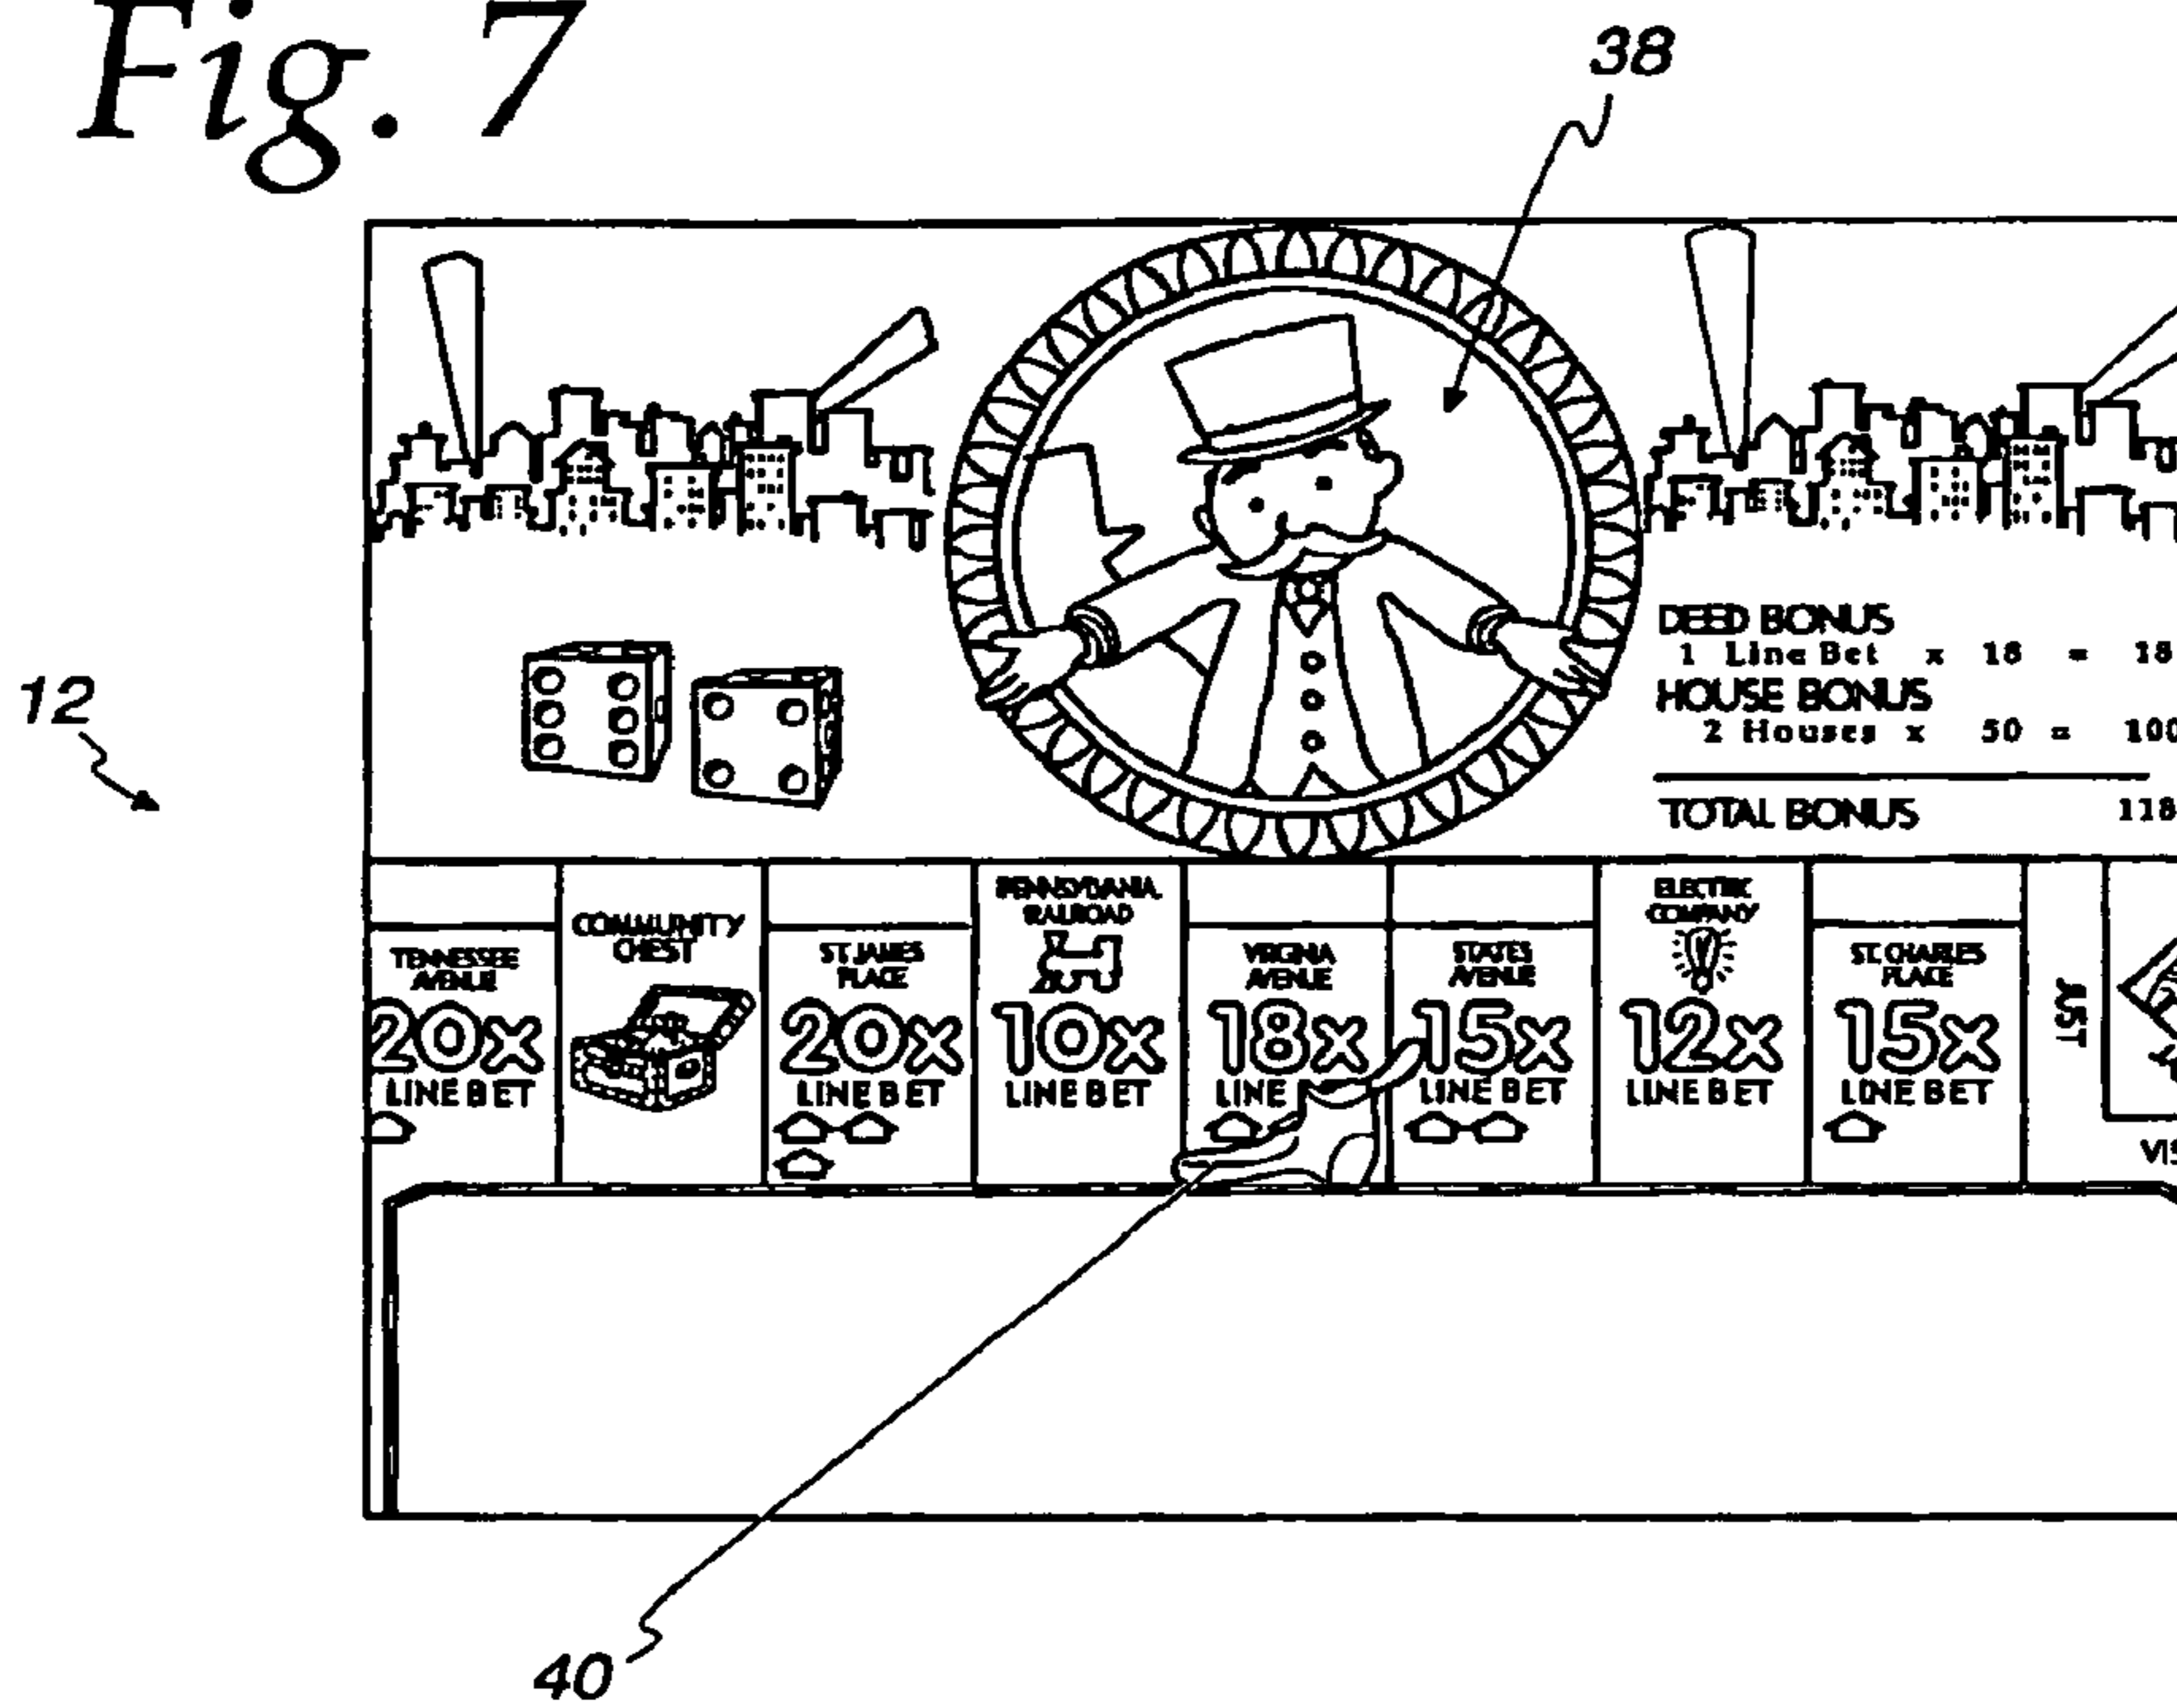 Fig. 7
38
12
DEED BONUS
1 Line Bet x 18 = 18
HOUSE BONUS
2 Houses x 50 = 100
TOTAL BONUS 118
TENNESSEE
AVENUE
20x
LINE BET
COMMUNITY
CHEST
ST. JAMES
PLACE
20x
LINE BET
PENNSYLVANIA
RAILROAD
10x
LINE BET
VIRGINIA
AVENUE
18x
LINE
STATES
AVENUE
15x
LINE BET
ELECTRIC
COMPANY
12x
LINE BET
ST. CHARLES
PLACE
15x
LINE BET
VIS
40